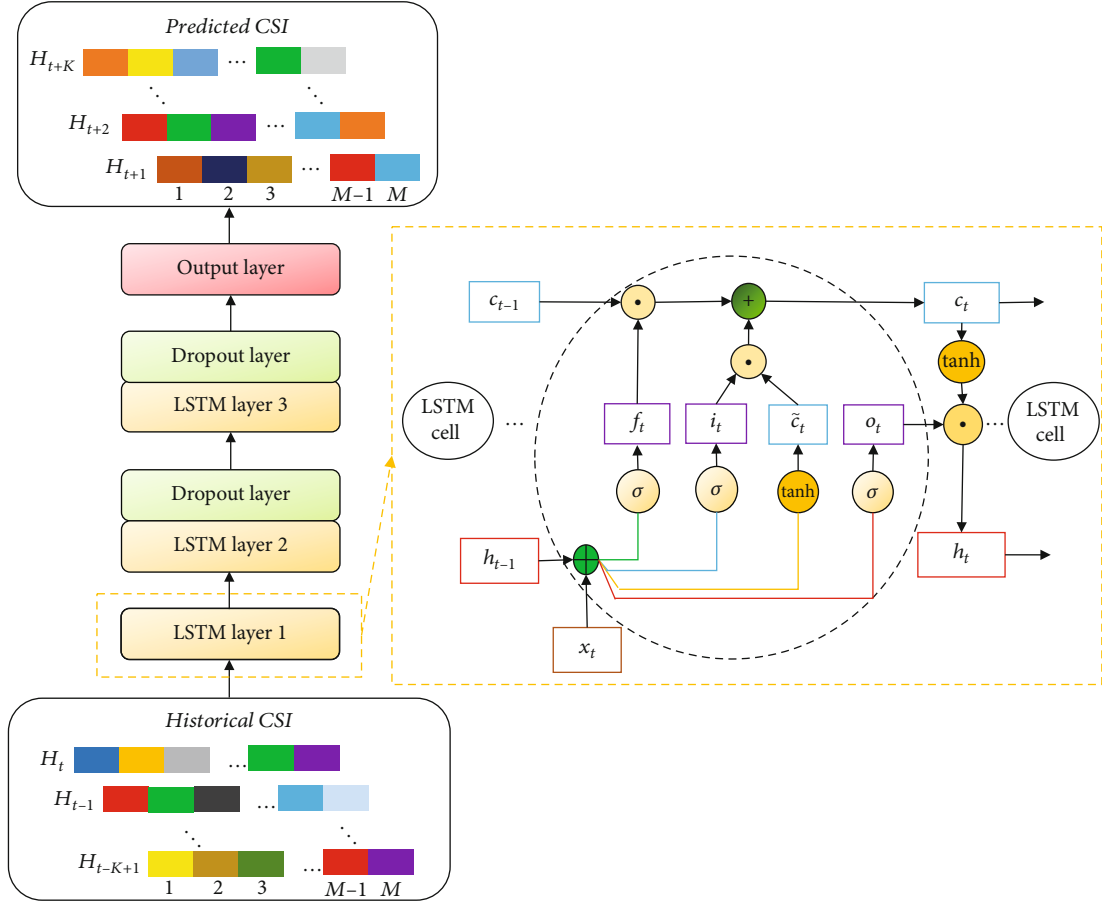 Predicted CSI
H_{t+K} ...
... ...
H_{t+2} ...
H_{t+1} ...
1 2 3 M–1 M
Output layer
Dropout layer
LSTM layer 3
Dropout layer
LSTM layer 2
LSTM layer 1
Historical CSI
H_t ...
H_{t–1} ...
... ...
H_{t–K+1} ...
1 2 3 M–1 M
c_{t–1} · + c_t
· tanh
LSTM
cell
...
f_t i_t c̃_t o_t · ...
LSTM
cell
σ σ tanh σ
h_{t–1} + h_t
x_t